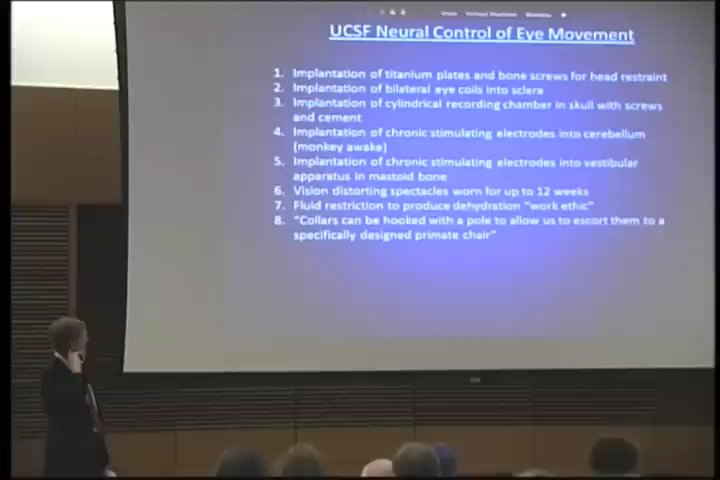 UCSF Neural Control of Eye Movement
1. Implantation of titanium plates and bone screws for head restraint
2. Implantation of bilateral eye coils into sclera
3. Implantation of cylindrical recording chamber in skull with screws
and cement
4. Implantation of chronic stimulating electrodes into cerebellum
(monkey awake)
5. Implantation of chronic stimulating electrodes into vestibular
apparatus in mastoid bone
6. Vision distorting spectacles worn for up to 12 weeks
7. Fluid restriction to produce dehydration “work ethic”
8. “Collars can be hooked with a pole to allow us to escort them to a
specifically designed primate chair”